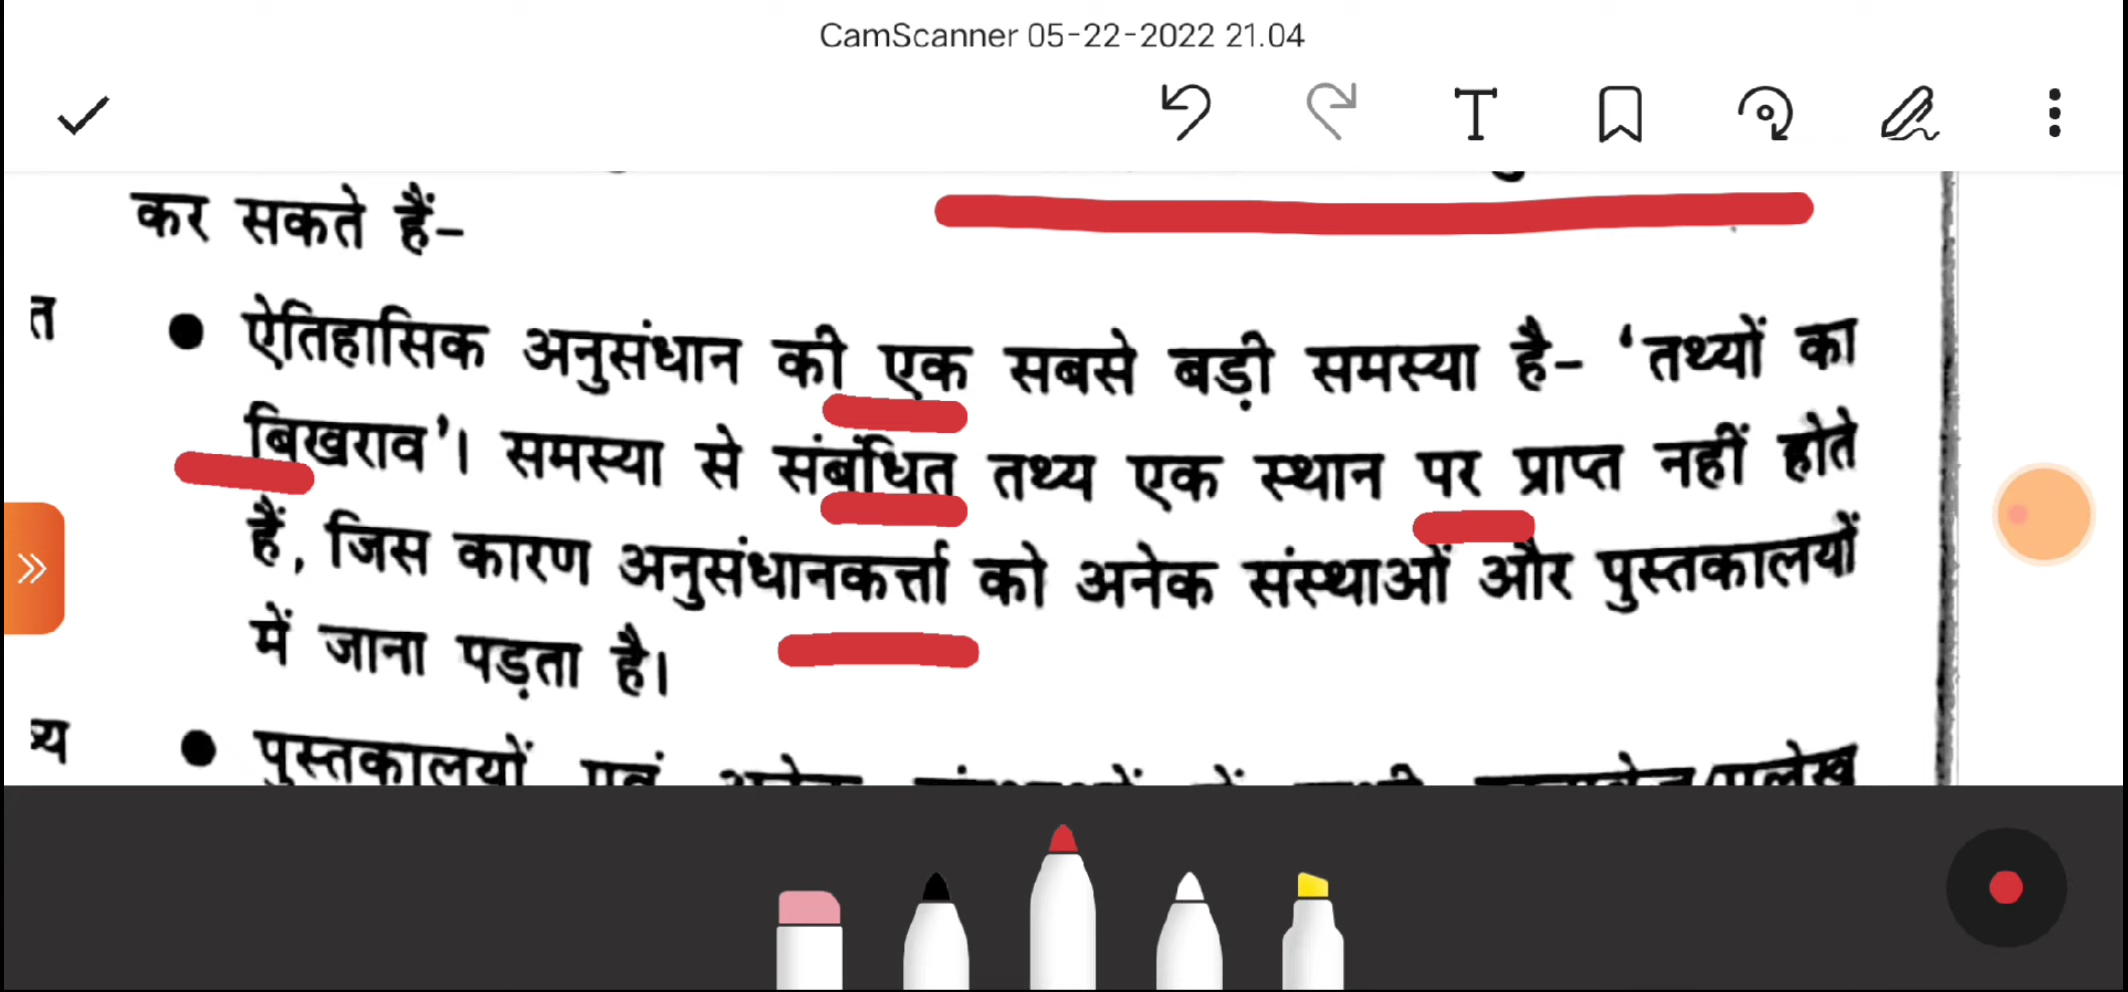 CamScanner 05-22-2022 21.04
T
कर सकते हैं-
त
● ऐतिहासिक अनुसंधान की एक सबसे बड़ी समस्या है- ‘तथ्यों का
बिखराव’। समस्या से संबंधित तथ्य एक स्थान पर प्राप्त नहीं होते
हैं, जिस कारण अनुसंधानकर्त्ता को अनेक संस्थाओं और पुस्तकालयों
में जाना पड़ता है।
● पुस्तकालयों एवं